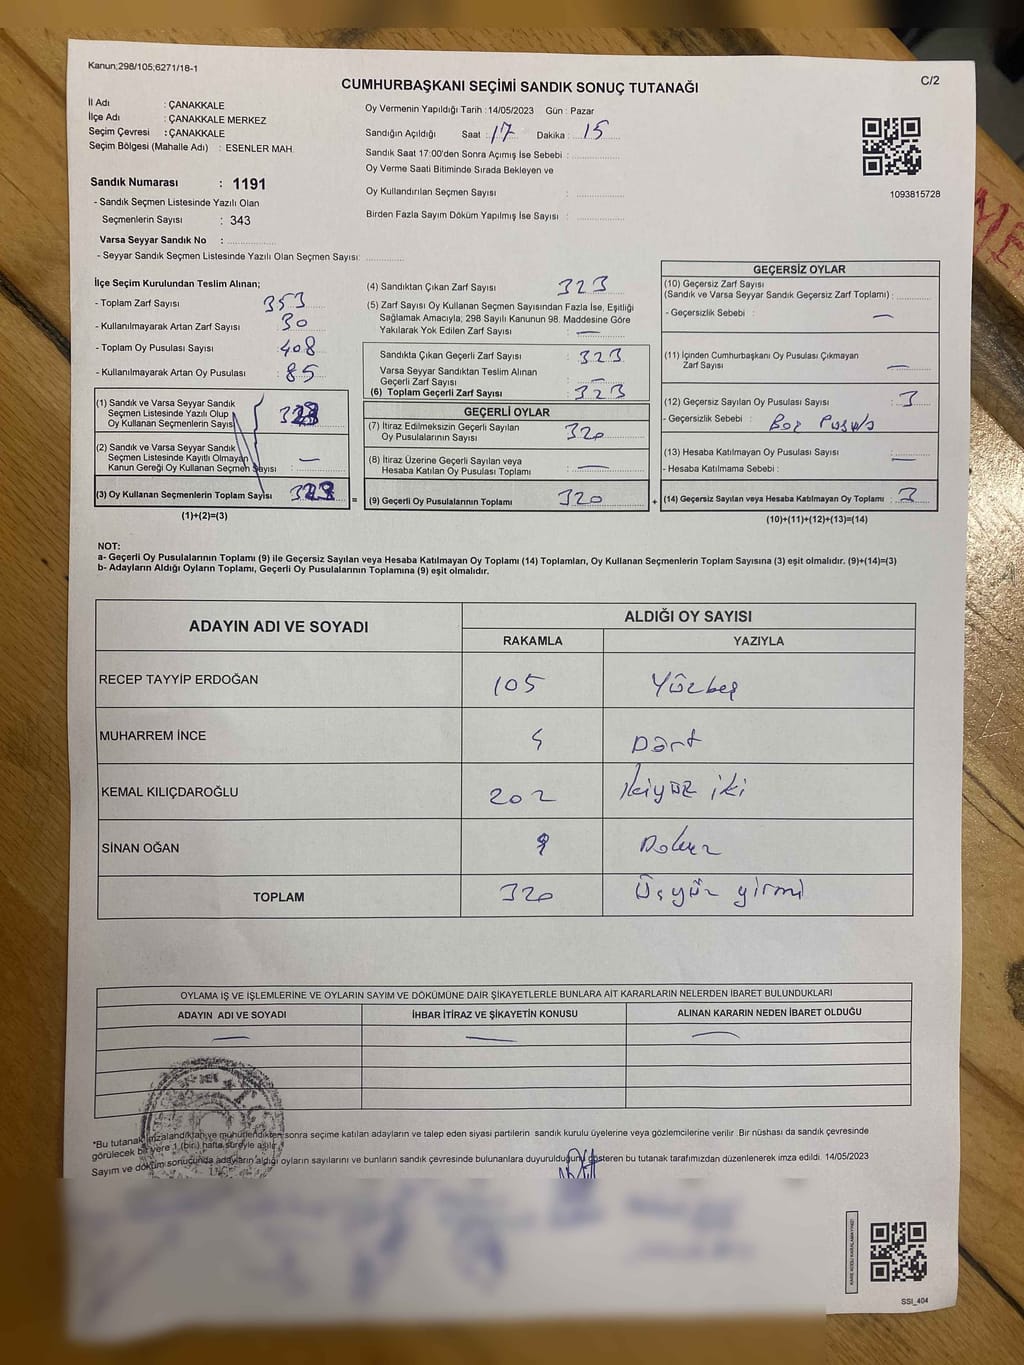 Kanun;298/105;6271/18-1
C/2
CUMHURBAŞKANI SEÇİMİ SANDIK SONUÇ TUTANAĞI
İl Adı : ÇANAKKALE
İlçe Adı : ÇANAKKALE MERKEZ
Seçim Çevresi : ÇANAKKALE
Seçim Bölgesi (Mahalle Adı) : ESENLER MAH.
Oy Vermenin Yapıldığı Tarih : 14/05/2023 Gün : Pazar
Sandığın Açıldığı Saat : 17 Dakika : 15
Sandık Saat 17:00'den Sonra Açımış İse Sebebi :
Oy Verme Saati Bitiminde Sırada Bekleyen ve
Oy Kullandırılan Seçmen Sayısı :
Birden Fazla Sayım Döküm Yapılmış İse Sayısı :
1093815728
Sandık Numarası : 1191
- Sandık Seçmen Listesinde Yazılı Olan
Seçmenlerin Sayısı : 343
Varsa Seyyar Sandık No :
- Seyyar Sandık Seçmen Listesinde Yazılı Olan Seçmen Sayısı:
İlçe Seçim Kurulundan Teslim Alınan;
- Toplam Zarf Sayısı 353
- Kullanılmayarak Artan Zarf Sayısı : 30
- Toplam Oy Pusulası Sayısı : 408
- Kullanılmayarak Artan Oy Pusulası : 85
(1) Sandık ve Varsa Seyyar Sandık
Seçmen Listesinde Yazılı Olup
Oy Kullanan Seçmenlerin Sayısı
(2) Sandık ve Varsa Seyyar Sandık
Seçmen Listesinde Kayıtlı Olmayan
Kanun Gereği Oy Kullanan Seçmen Sayısı : —
(3) Oy Kullanan Seçmenlerin Toplam Sayısı
(1)+(2)=(3)
(4) Sandıktan Çıkan Zarf Sayısı : 323
(5) Zarf Sayısı Oy Kullanan Seçmen Sayısından Fazla İse, Eşitliği
Sağlamak Amacıyla; 298 Sayılı Kanunun 98. Maddesine Göre
Yakılarak Yok Edilen Zarf Sayısı : —
Sandıkta Çıkan Geçerli Zarf Sayısı : 323
Varsa Seyyar Sandıktan Teslim Alınan
Geçerli Zarf Sayısı : —
(6) Toplam Geçerli Zarf Sayısı : 323
GEÇERLİ OYLAR
(7) İtiraz Edilmeksizin Geçerli Sayılan
Oy Pusulalarının Sayısı : 320
(8) İtiraz Üzerine Geçerli Sayılan veya
Hesaba Katılan Oy Pusulası Toplamı : —
= (9) Geçerli Oy Pusulalarının Toplamı 320 +
GEÇERSİZ OYLAR
(10) Geçersiz Zarf Sayısı
(Sandık ve Varsa Seyyar Sandık Geçersiz Zarf Toplamı) :
- Geçersizlik Sebebi : —
(11) İçinden Cumhurbaşkanı Oy Pusulası Çıkmayan
Zarf Sayısı : —
(12) Geçersiz Sayılan Oy Pusulası Sayısı : 3
- Geçersizlik Sebebi : Boş Pusula
(13) Hesaba Katılmayan Oy Pusulası Sayısı : —
- Hesaba Katılmama Sebebi :
(14) Geçersiz Sayılan veya Hesaba Katılmayan Oy Toplamı : 3
(10)+(11)+(12)+(13)=(14)
NOT:
a- Geçerli Oy Pusulalarının Toplamı (9) ile Geçersiz Sayılan veya Hesaba Katılmayan Oy Toplamı (14) Toplamları, Oy Kullanan Seçmenlerin Toplam Sayısına (3) eşit olmalıdır. (9)+(14)=(3)
b- Adayların Aldığı Oyların Toplamı, Geçerli Oy Pusulalarının Toplamına (9) eşit olmalıdır.
ADAYIN ADI VE SOYADI ALDIĞI OY SAYISI
RAKAMLA YAZIYLA
RECEP TAYYİP ERDOĞAN 105 Yüzbeş
MUHARREM İNCE 4 Dört
KEMAL KILIÇDAROĞLU 202 İkiyüz iki
SİNAN OĞAN 9 Dokuz
TOPLAM 320 Üçyüz yirmi
OYLAMA İŞ VE İŞLEMLERİNE VE OYLARIN SAYIM VE DÖKÜMÜNE DAİR ŞİKAYETLERLE BUNLARA AİT KARARLARIN NELERDEN İBARET BULUNDUKLARI
ADAYIN ADI VE SOYADI İHBAR İTİRAZ VE ŞİKAYETİN KONUSU ALINAN KARARIN NEDEN İBARET OLDUĞU
— — —
*Bu tutanak imzalandıktan ve mühürlendikten sonra seçime katılan adayların ve talep eden siyasi partilerin sandık kurulu üyelerine veya gözlemcilerine verilir. Bir nüshası da sandık çevresinde
görülecek bir yere 1 (bir) hafta süreyle asılır.
Sayım ve döküm sonucunda adayların aldığı oyların sayılarını ve bunların sandık çevresinde bulunanlara duyurulduğunu gösteren bu tutanak tarafımızdan düzenlenerek imza edildi. 14/05/2023
KARE KODU KARALAMAYINIZ!
SSI_404